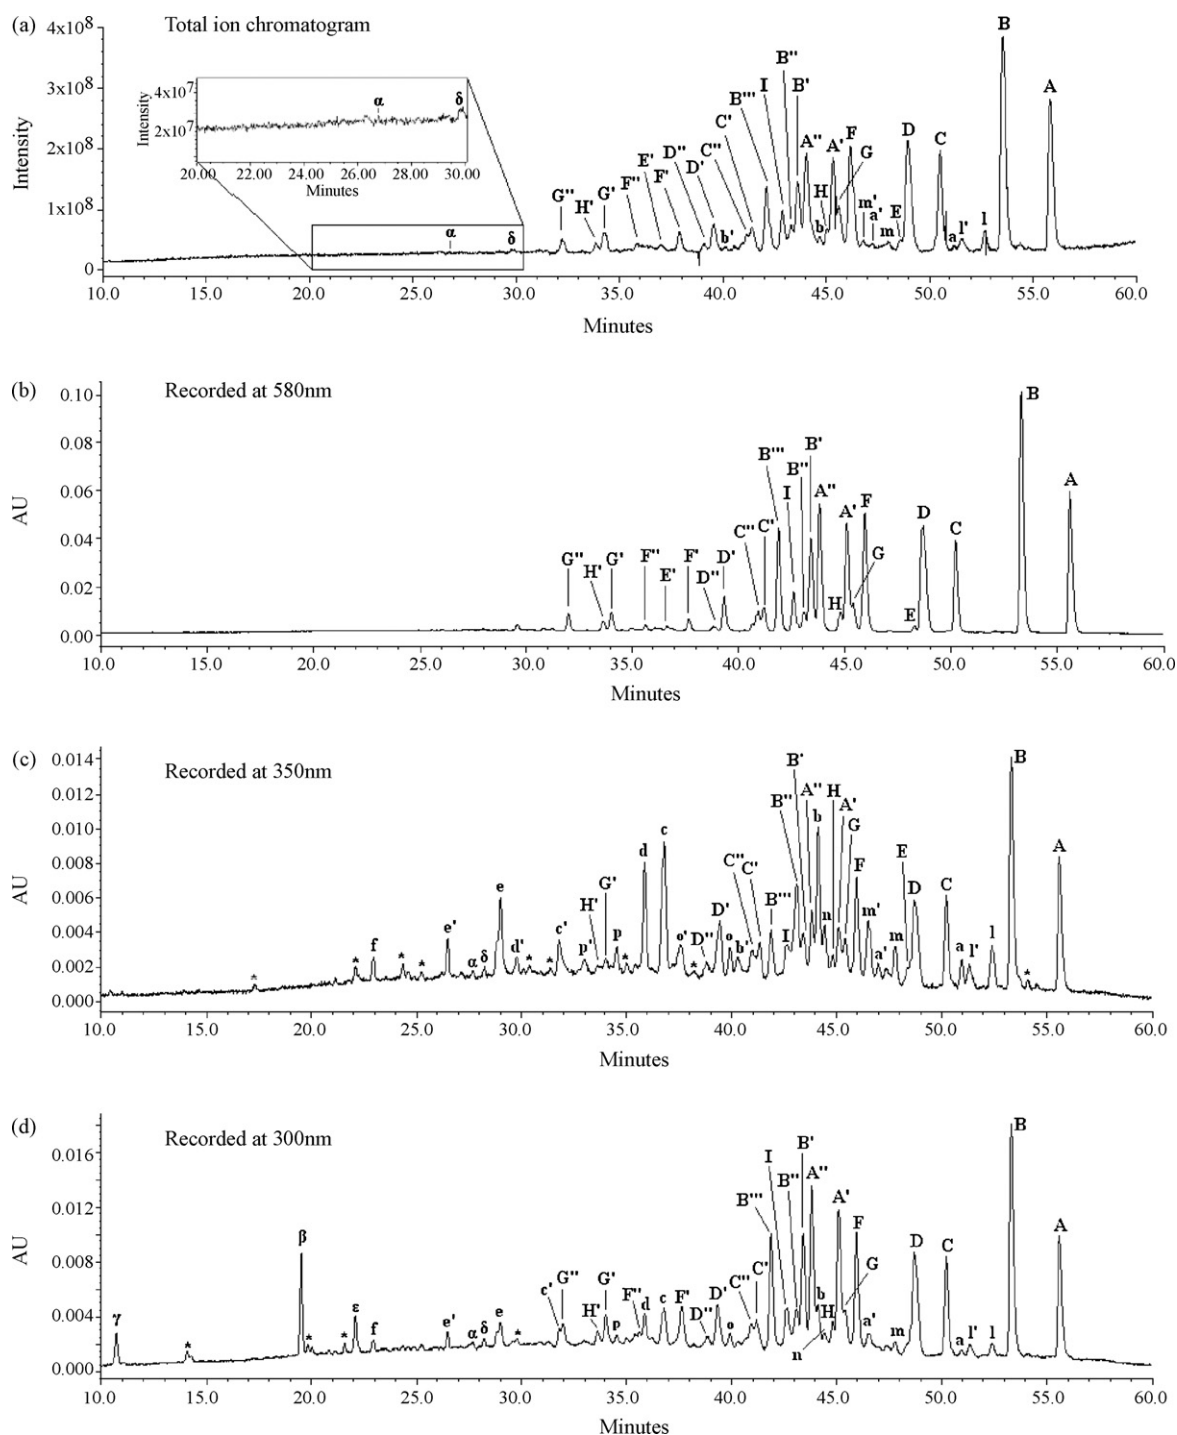 (a) Total ion chromatogram
Intensity
4x10⁸
3x10⁸
2x10⁸
1x10⁸
0
Intensity
4x10⁷
2x10⁷
α δ
20.00 22.00 24.00 26.00 28.00 30.00
Minutes
α δ G'' H' G' F'' E' F' D'' D' b' C'' C' B''' I B'' B' A'' b H A' F G m' a' m E D C a l' l B A
10.0 15.0 20.0 25.0 30.0 35.0 40.0 45.0 50.0 55.0 60.0
Minutes
(b) Recorded at 580nm
AU
0.10
0.08
0.06
0.04
0.02
0.00
G'' H' G' F'' E' F' D'' D' C'' C' B''' I B'' B' A'' H A' F G E D C B A
10.0 15.0 20.0 25.0 30.0 35.0 40.0 45.0 50.0 55.0 60.0
Minutes
(c) Recorded at 350nm
AU
0.014
0.012
0.010
0.008
0.006
0.004
0.002
0.000
* * f * * e' α δ e d' * * c' p' H' G' p * d c o' * D'' D' o b' C'' C' B''' I B'' B' A'' b n H A' G F m' a' m E D C a l' l B * A
10.0 15.0 20.0 25.0 30.0 35.0 40.0 45.0 50.0 55.0 60.0
Minutes
(d) Recorded at 300nm
AU
0.016
0.012
0.008
0.004
0.000
γ * β * * ε f e' α δ e * c' G'' H' G' p F'' d c F' D'' D' o C'' C' B''' I B'' B' A'' b n H A' G F a' m D C a l' l B A
10.0 15.0 20.0 25.0 30.0 35.0 40.0 45.0 50.0 55.0 60.0
Minutes